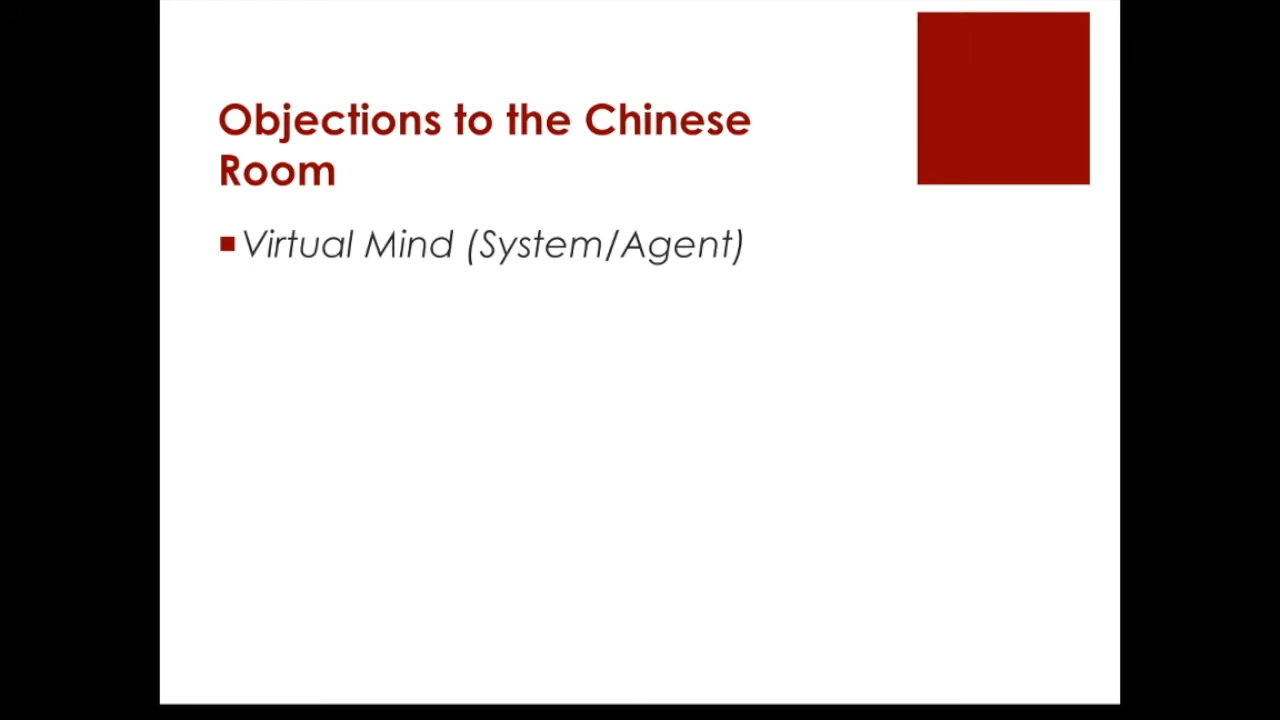 Objections to the Chinese
Room
Virtual Mind (System/Agent)